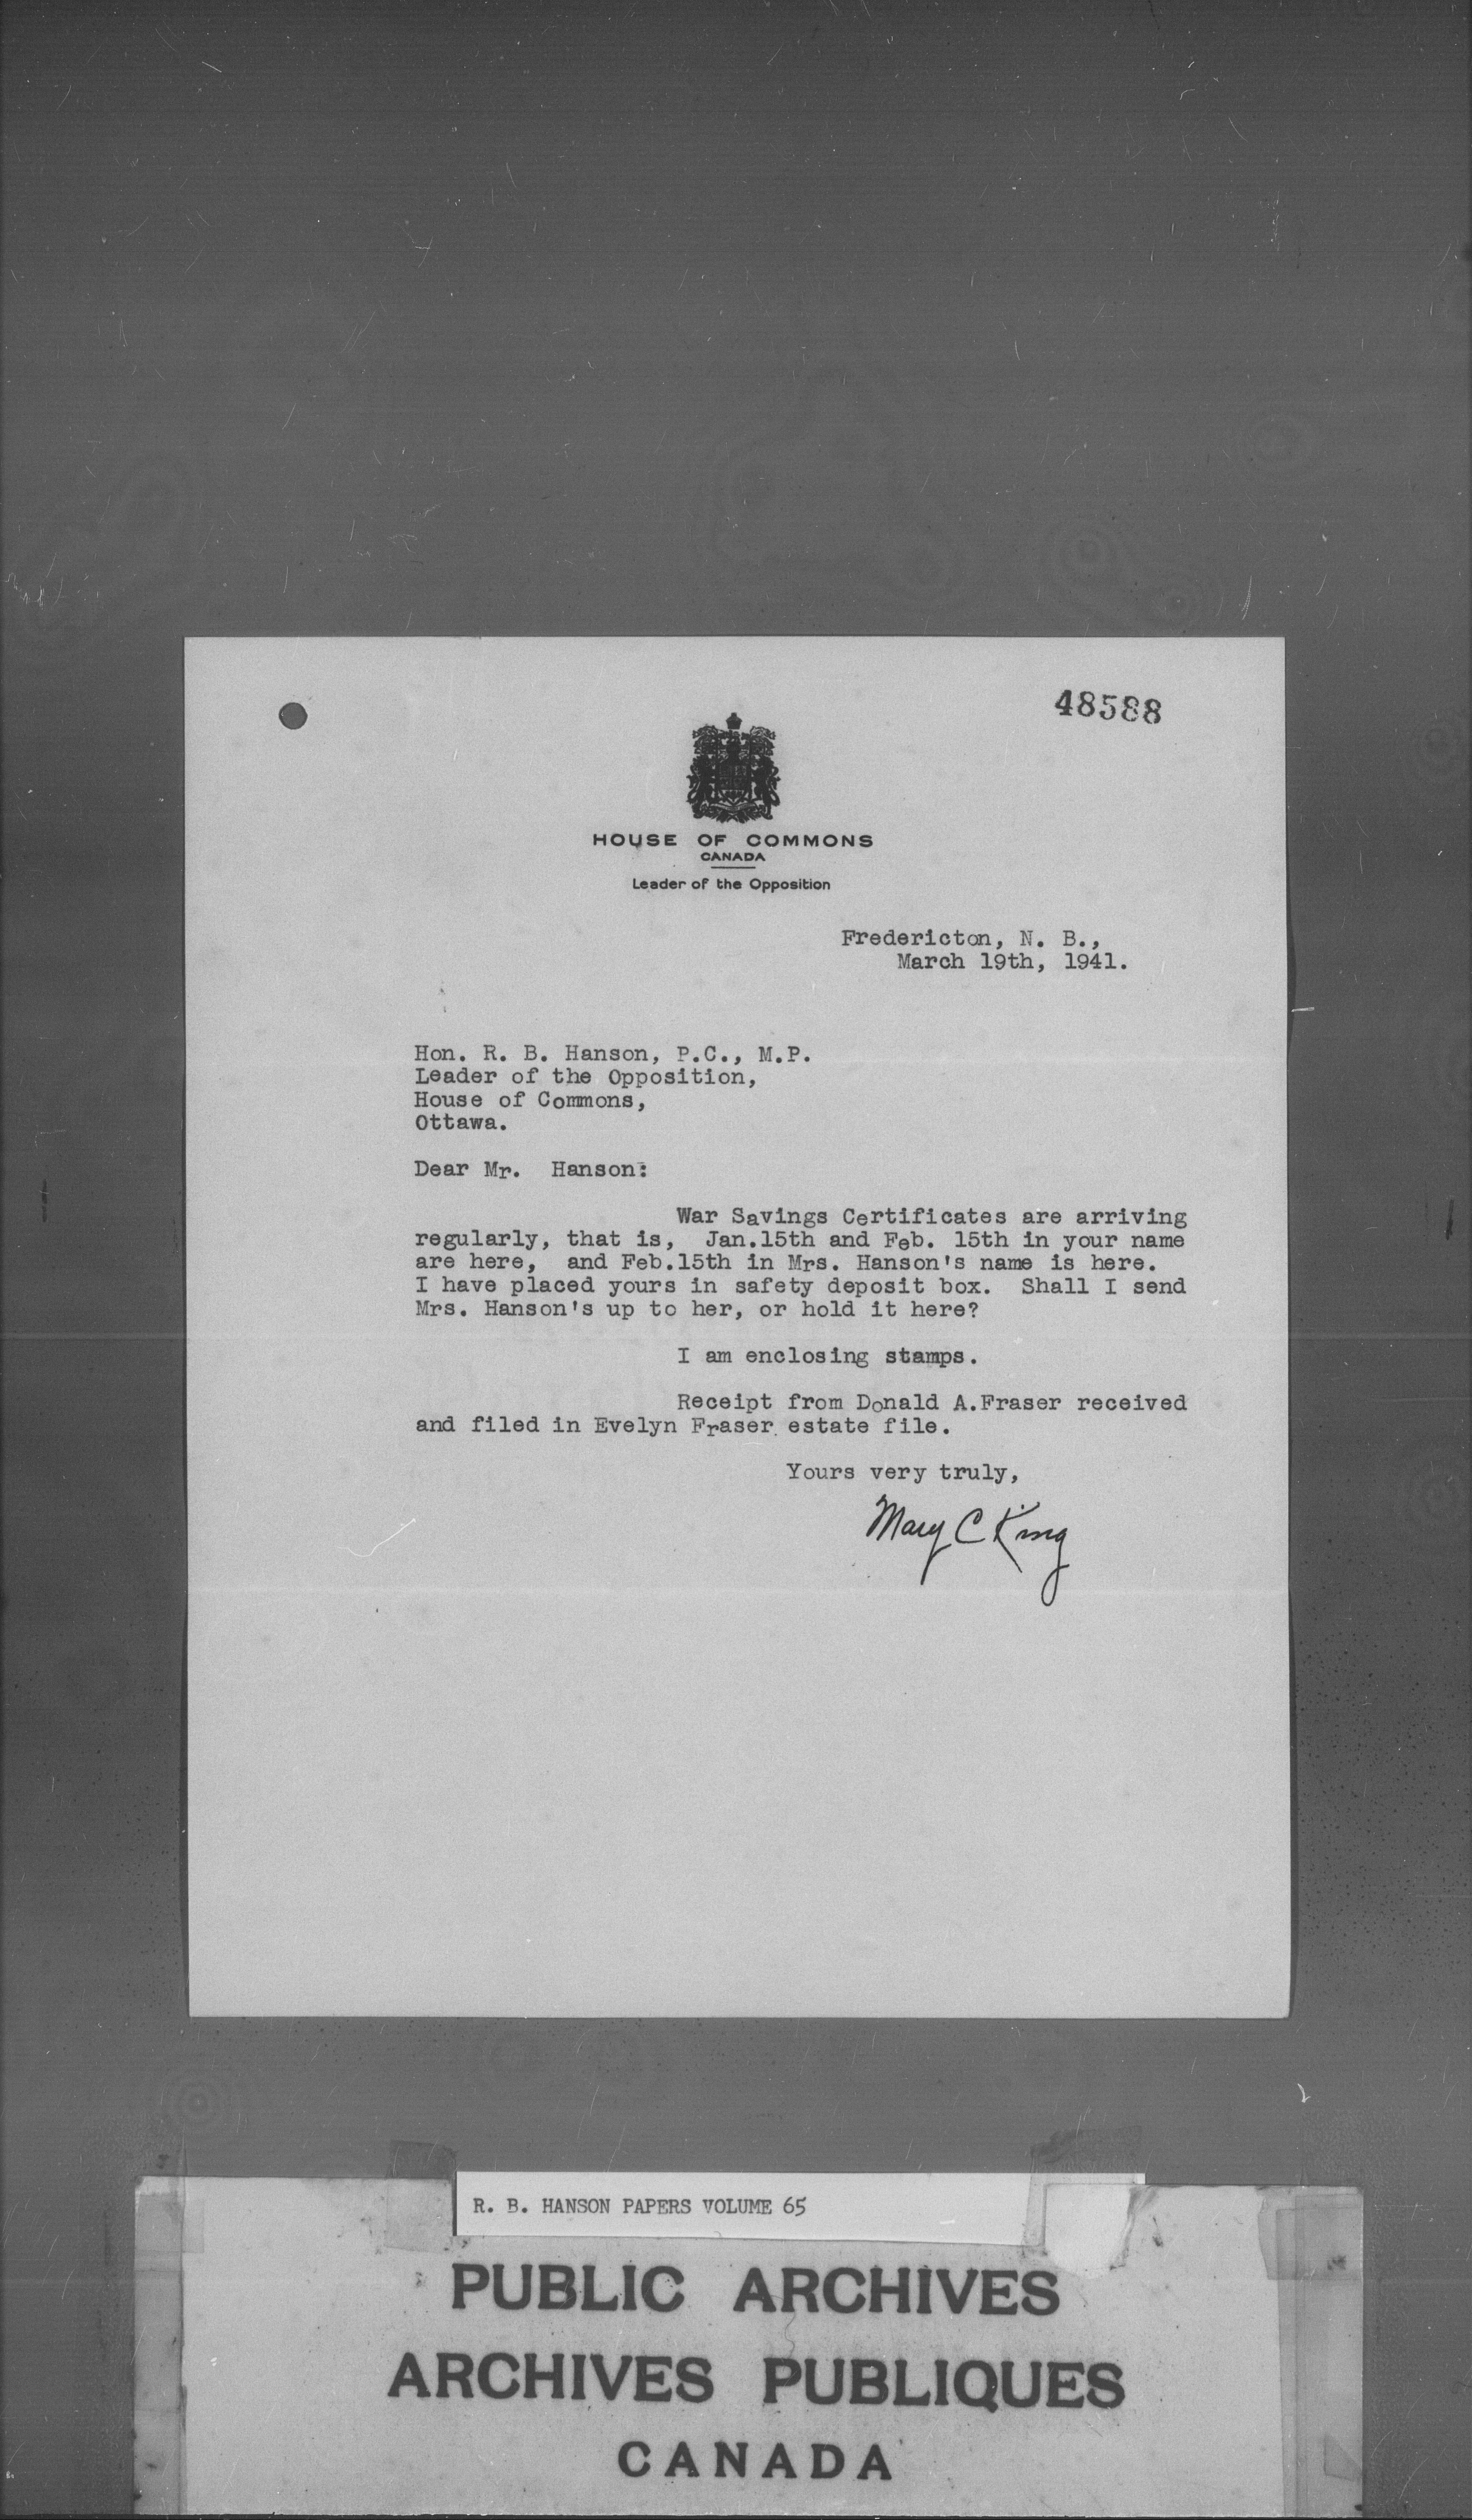 48588
HOUSE OF COMMONS
CANADA
Leader of the Opposition
Fredericton, N. B.,
March 19th, 1941.
Hon. R. B. Hanson, P.C., M.P.
Leader of the Opposition,
House of Commons,
Ottawa.
Dear Mr. Hanson:
War Savings Certificates are arriving
regularly, that is, Jan.15th and Feb. 15th in your name
are here, and Feb.15th in Mrs. Hanson's name is here.
I have placed yours in safety deposit box. Shall I send
Mrs. Hanson's up to her, or hold it here?
I am enclosing stamps.
Receipt from Donald A.Fraser received
and filed in Evelyn Fraser estate file.
Yours very truly,
Mary C King
R. B. HANSON PAPERS VOLUME 65
PUBLIC ARCHIVES
ARCHIVES PUBLIQUES
CANADA